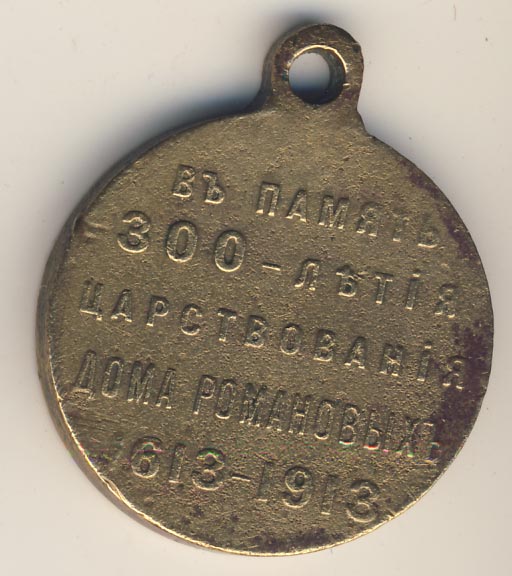 ВЪ ПАМЯТЬ
300-ЛѢТІЯ
ЦАРСТВОВАНІЯ
ДОМА РОМАНОВЫХЪ
1613-1913